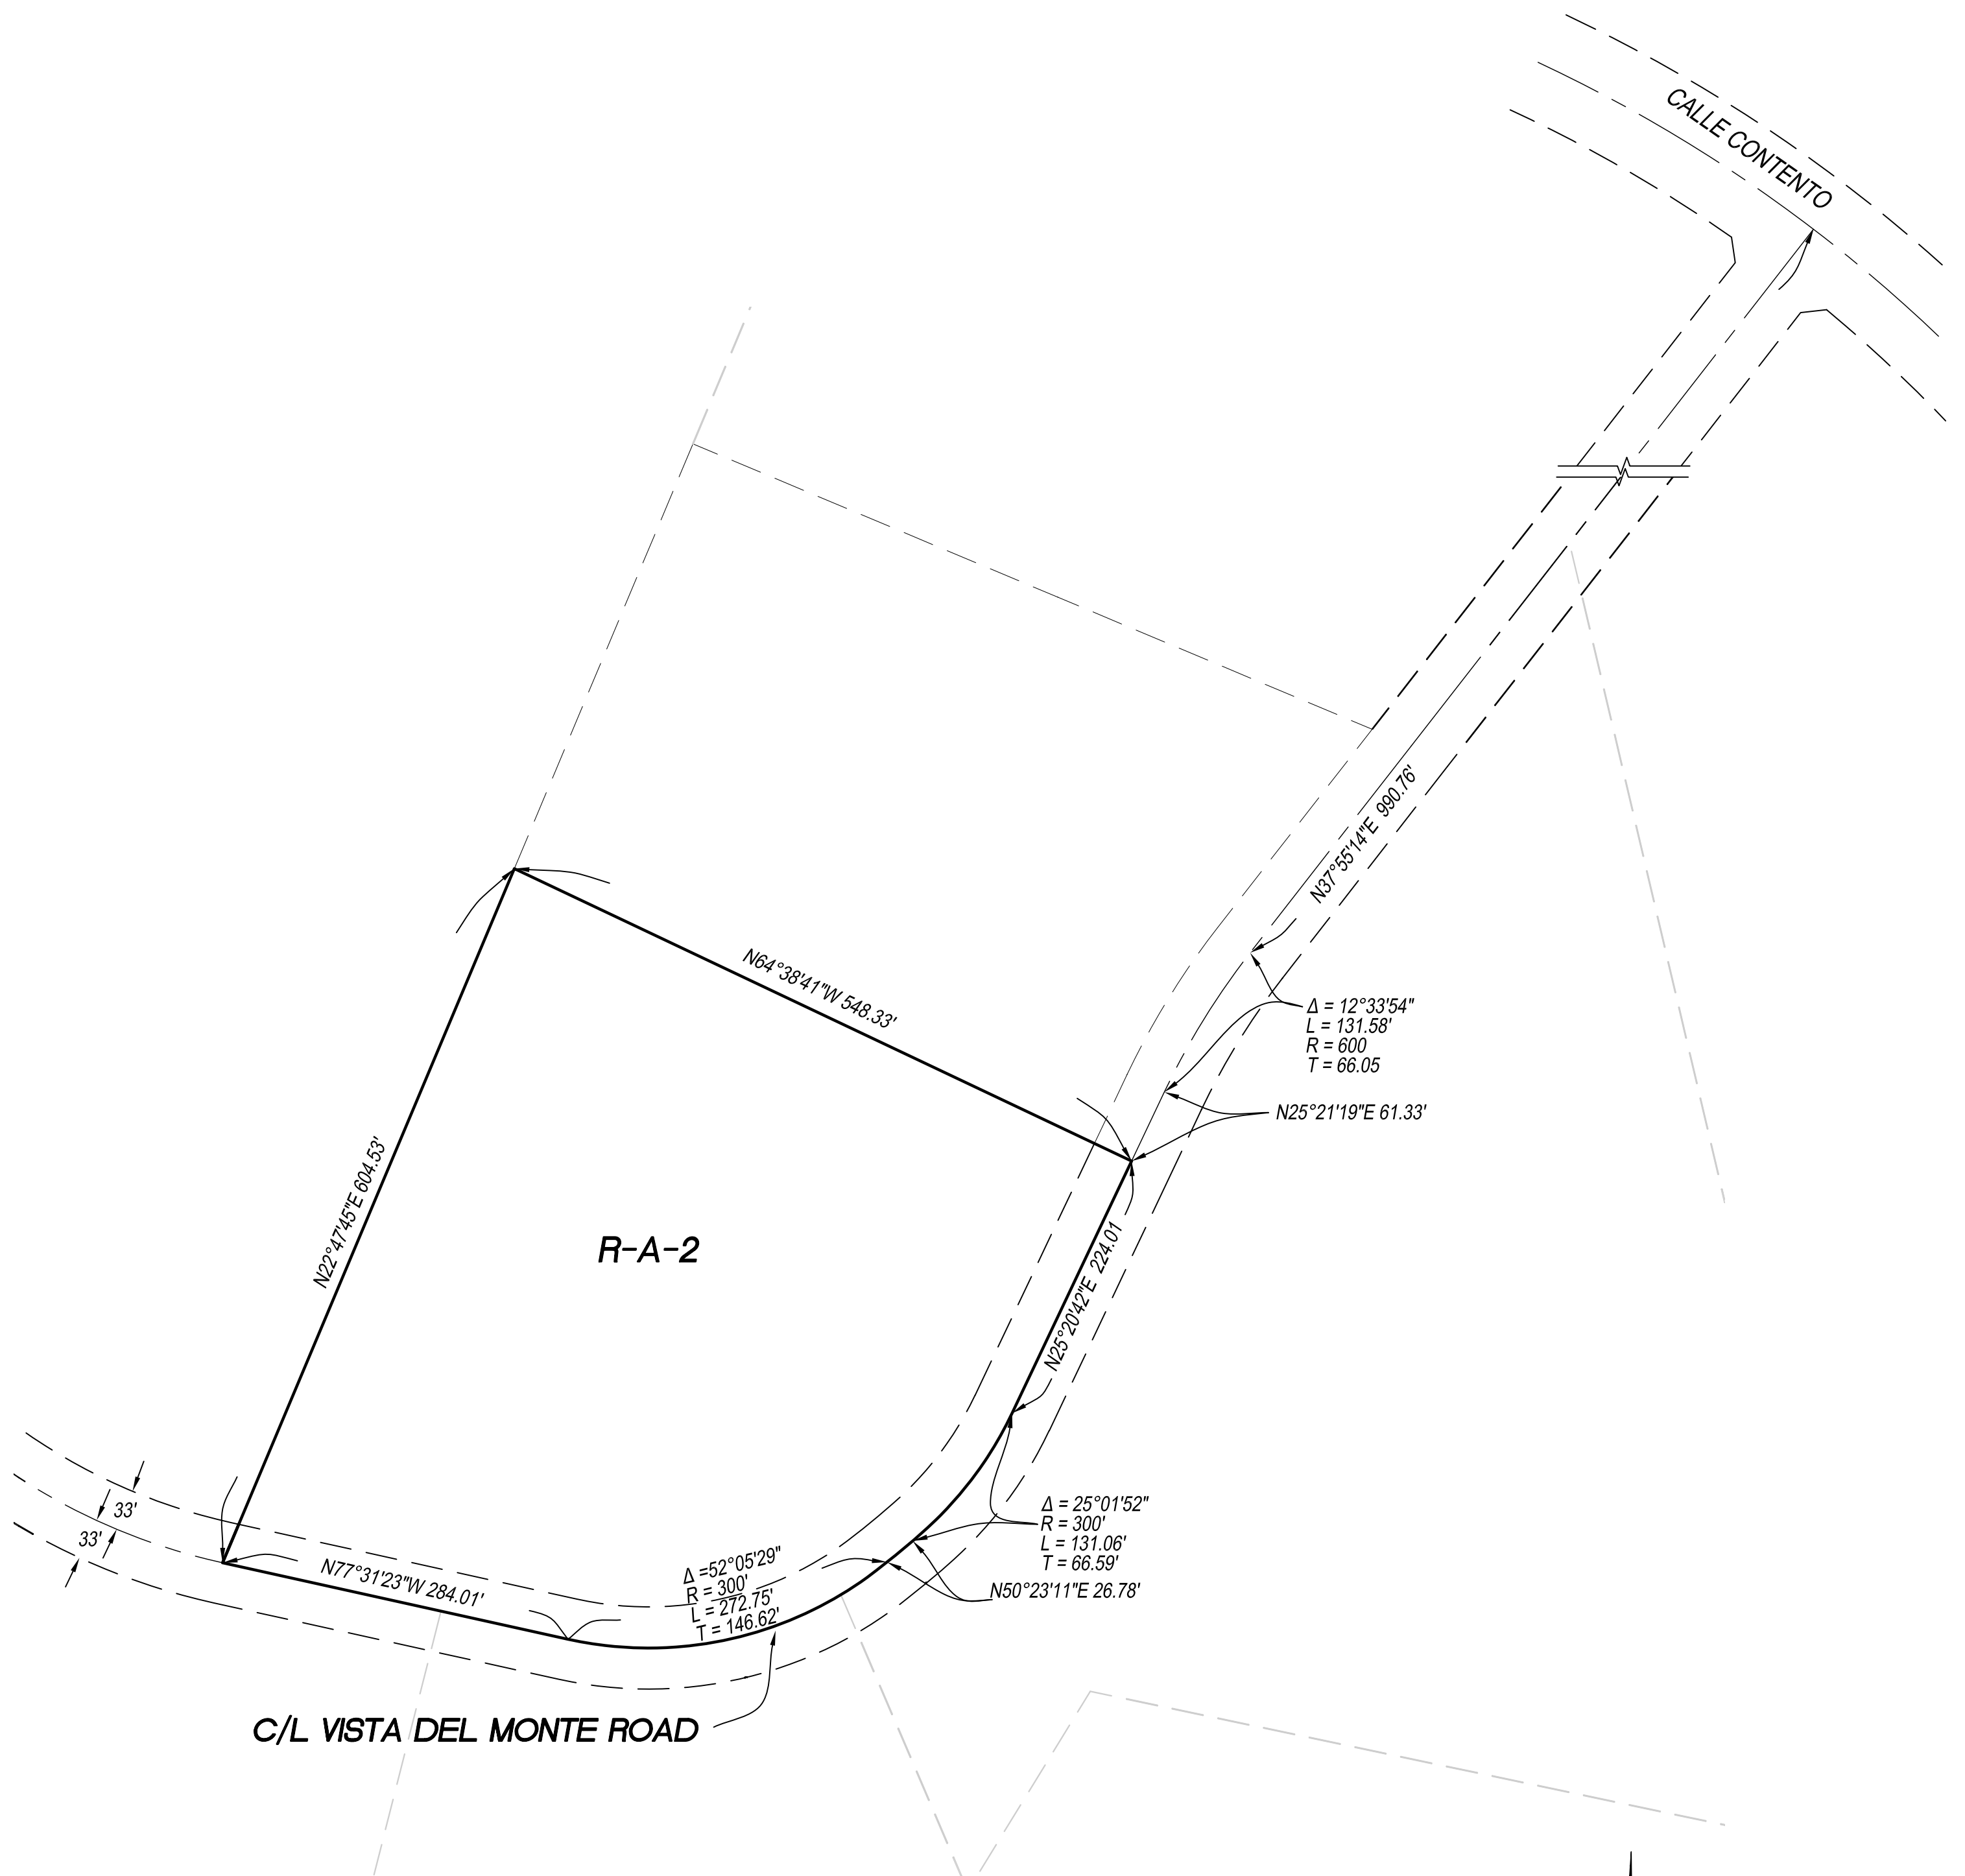 CALLE CONTENTO
N37°55'14"E 990.76'
N64°38'41"W 548.33'
Δ = 12°33'54"
L = 131.58'
R = 600
T = 66.05
N25°21'19"E 61.33'
N22°47'45"E 604.53'
R-A-2
N25°20'42"E 224.01
33'
33'
Δ = 25°01'52"
R = 300'
L = 131.06'
T = 66.59'
N77°31'23"W 284.01'
Δ =52°05'29"
R = 300'
L = 272.75'
T = 146.62'
N50°23'11"E 26.78'
C/L VISTA DEL MONTE ROAD